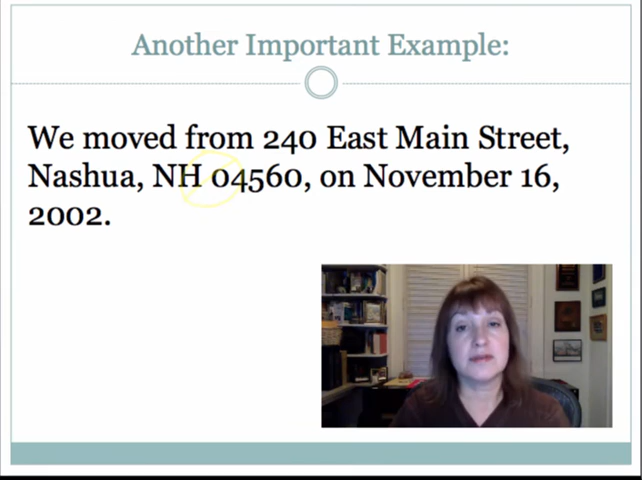 Another Important Example:
We moved from 240 East Main Street,
Nashua, NH 04560, on November 16,
2002.